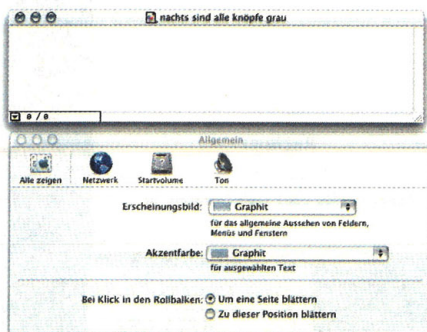 nachts sind alle knöpfe grau
0 / 0
Allgemein
Alle zeigen Netzwerk Startvolume Ton
Erscheinungsbild: Graphit
für das allgemeine Aussehen von Feldern,
Menüs und Fenstern
Akzentfarbe: Graphit
für ausgewählten Text
Bei Klick in den Rollbalken: Um eine Seite blättern
Zu dieser Position blättern